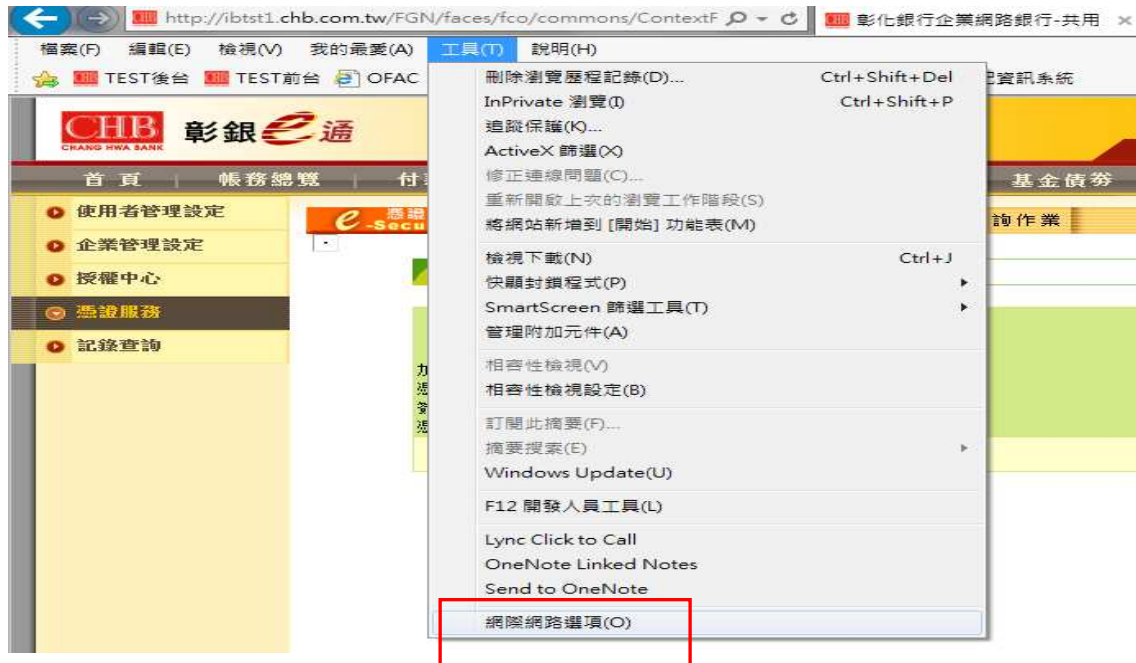 http://ibtst1.chb.com.tw/FGN/faces/fco/commons/ContextF
彰化銀行企業網路銀行-共用
檔案(F) 編輯(E) 檢視(V) 我的最愛(A) 工具(T) 說明(H)
TEST後台 TEST前台 OFAC 資訊系統
CHB 彰銀e通
CHANG HWA BANK
首頁 帳務總覽 付 基金債券
使用者管理設定
企業管理設定
授權中心
憑證服務
記錄查詢
e-Secu 憑證 詢作業
刪除瀏覽歷程記錄(D)... Ctrl+Shift+Del
InPrivate 瀏覽(I) Ctrl+Shift+P
追蹤保護(K)...
ActiveX 篩選(X)
修正連線問題(C)...
重新開啟上次的瀏覽工作階段(S)
將網站新增到 [開始] 功能表(M)
檢視下載(N) Ctrl+J
快顯封鎖程式(P)
SmartScreen 篩選工具(T)
管理附加元件(A)
相容性檢視(V)
相容性檢視設定(B)
訂閱此摘要(F)...
摘要搜索(E)
Windows Update(U)
F12 開發人員工具(L)
Lync Click to Call
OneNote Linked Notes
Send to OneNote
網際網路選項(O)